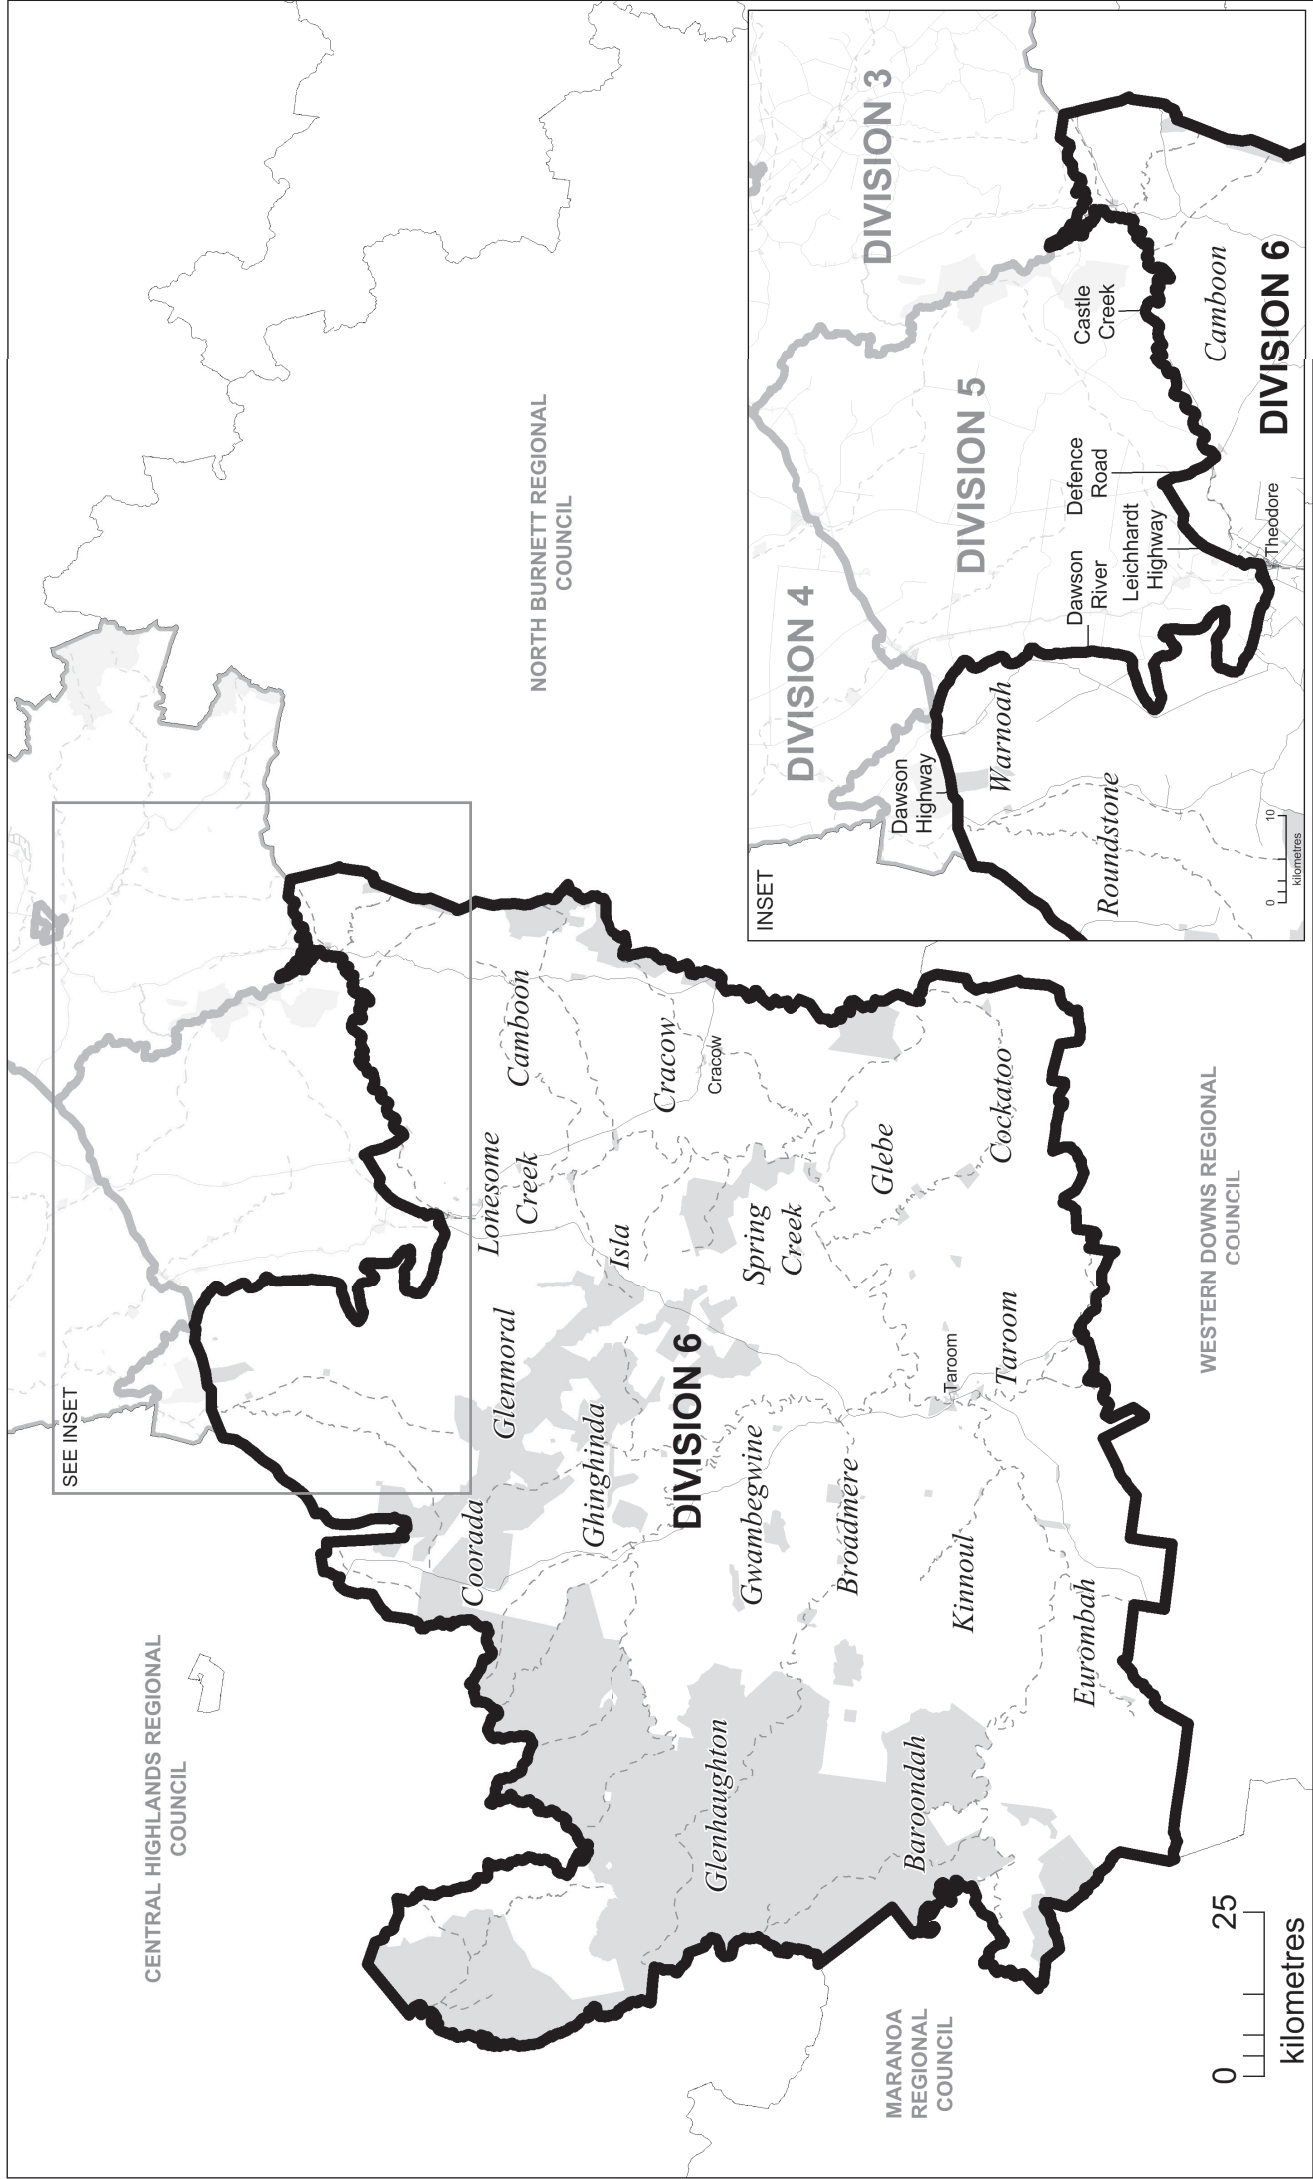 SEE INSET
CENTRAL HIGHLANDS REGIONAL
COUNCIL
NORTH BURNETT REGIONAL
COUNCIL
MARANOA
REGIONAL
COUNCIL
WESTERN DOWNS REGIONAL
COUNCIL
Coorada
Glenmoral
Lonesome
Creek
Camboon
Ghinghinda
Isla
Cracow
Cracow
DIVISION 6
Glenhaughton
Gwambegwine
Spring
Creek
Broadmere
Glebe
Baroondah
Kinnoul
Taroom
Taroom
Cockatoo
Eurombah
0
25
kilometres
INSET
DIVISION 4
DIVISION 3
DIVISION 5
Dawson
Highway
Warnoah
Roundstone
Dawson
River
Leichhardt
Highway
Defence
Road
Castle
Creek
Camboon
Theodore
DIVISION 6
0
10
kilometres